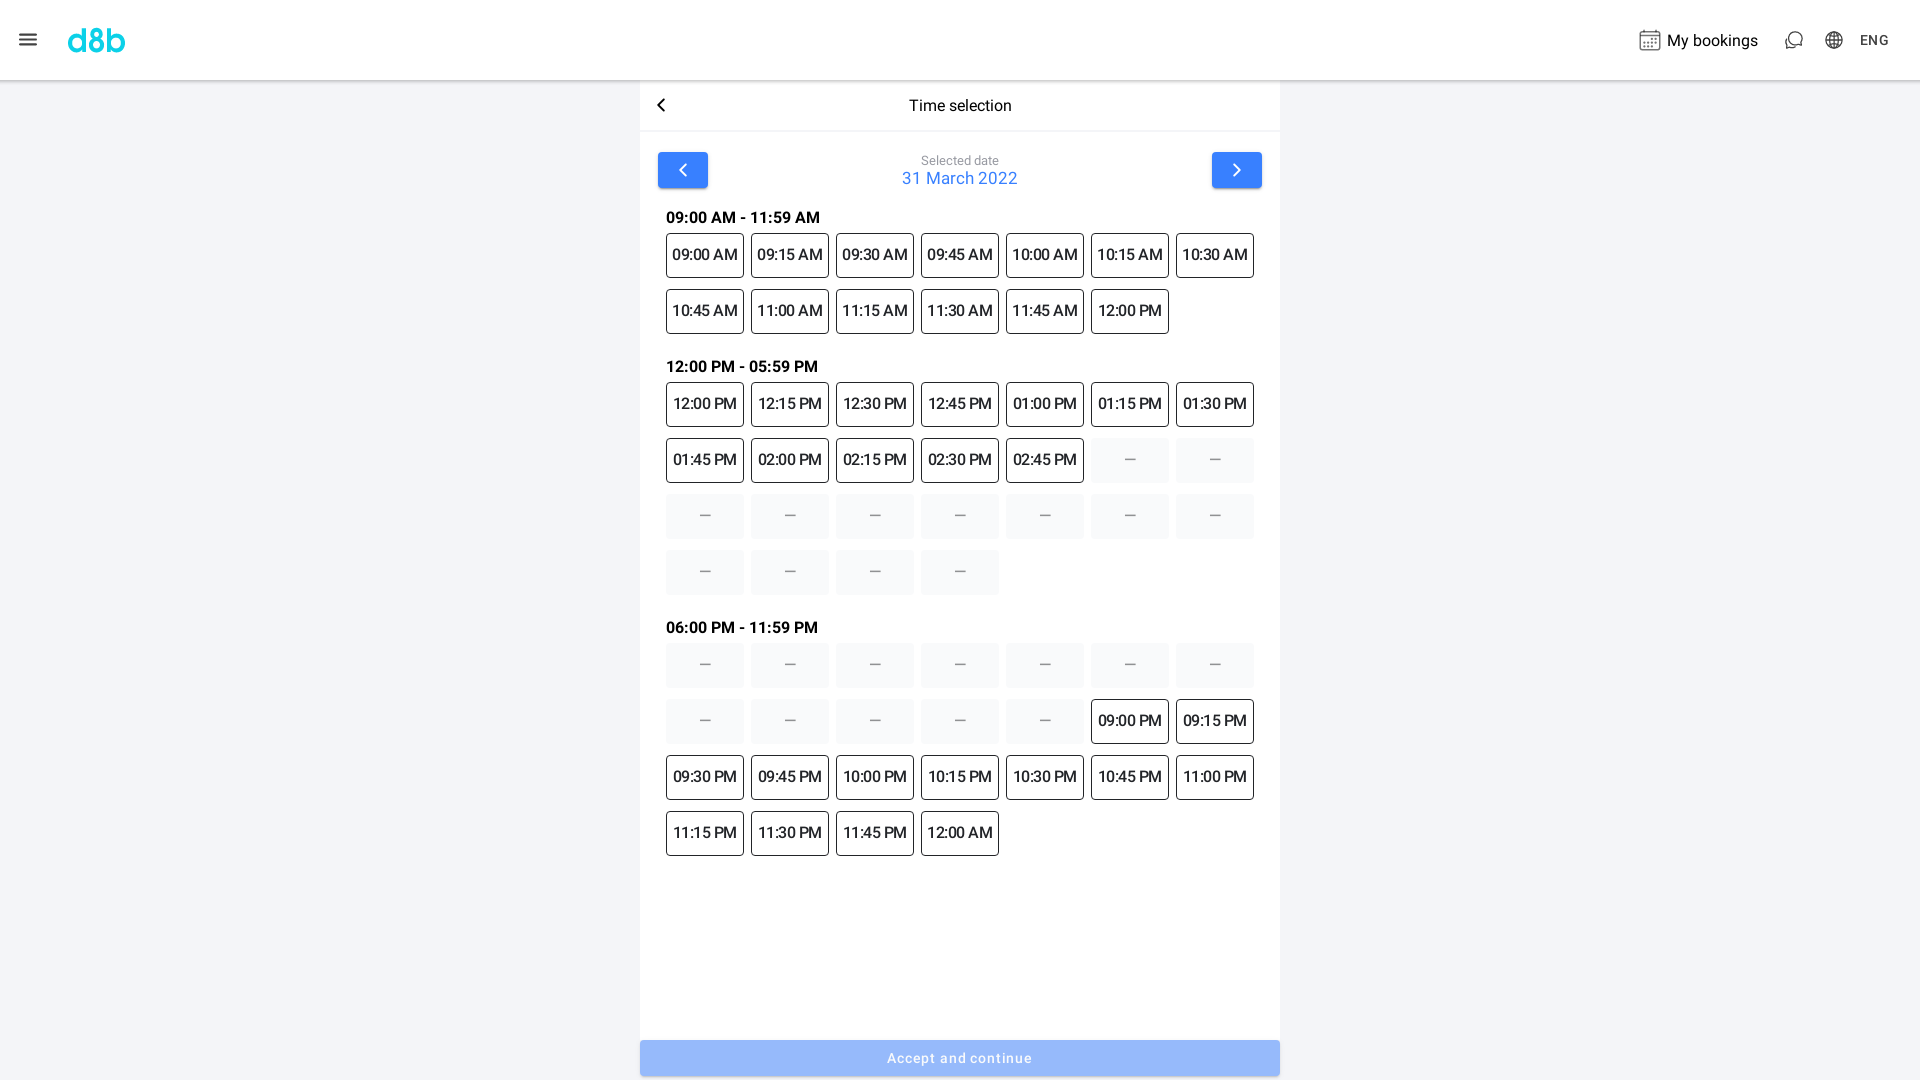 d8b
My bookings
ENG
Time selection
Selected date
31 March 2022
09:00 AM - 11:59 AM
09:00 AM 09:15 AM 09:30 AM 09:45 AM 10:00 AM 10:15 AM 10:30 AM
10:45 AM 11:00 AM 11:15 AM 11:30 AM 11:45 AM 12:00 PM
12:00 PM - 05:59 PM
12:00 PM 12:15 PM 12:30 PM 12:45 PM 01:00 PM 01:15 PM 01:30 PM
01:45 PM 02:00 PM 02:15 PM 02:30 PM 02:45 PM — —
— — — — — — —
— — — —
06:00 PM - 11:59 PM
— — — — — — —
— — — — — 09:00 PM 09:15 PM
09:30 PM 09:45 PM 10:00 PM 10:15 PM 10:30 PM 10:45 PM 11:00 PM
11:15 PM 11:30 PM 11:45 PM 12:00 AM
Accept and continue